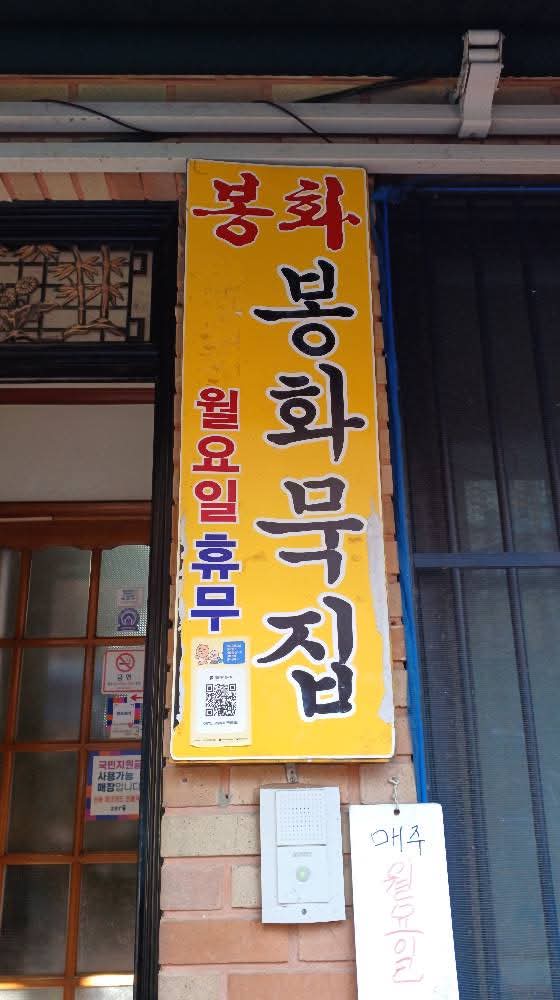 봉화
봉화묵집
월요일 휴무
금연
국민지원금
사용가능
매장입니다
매주
월요일